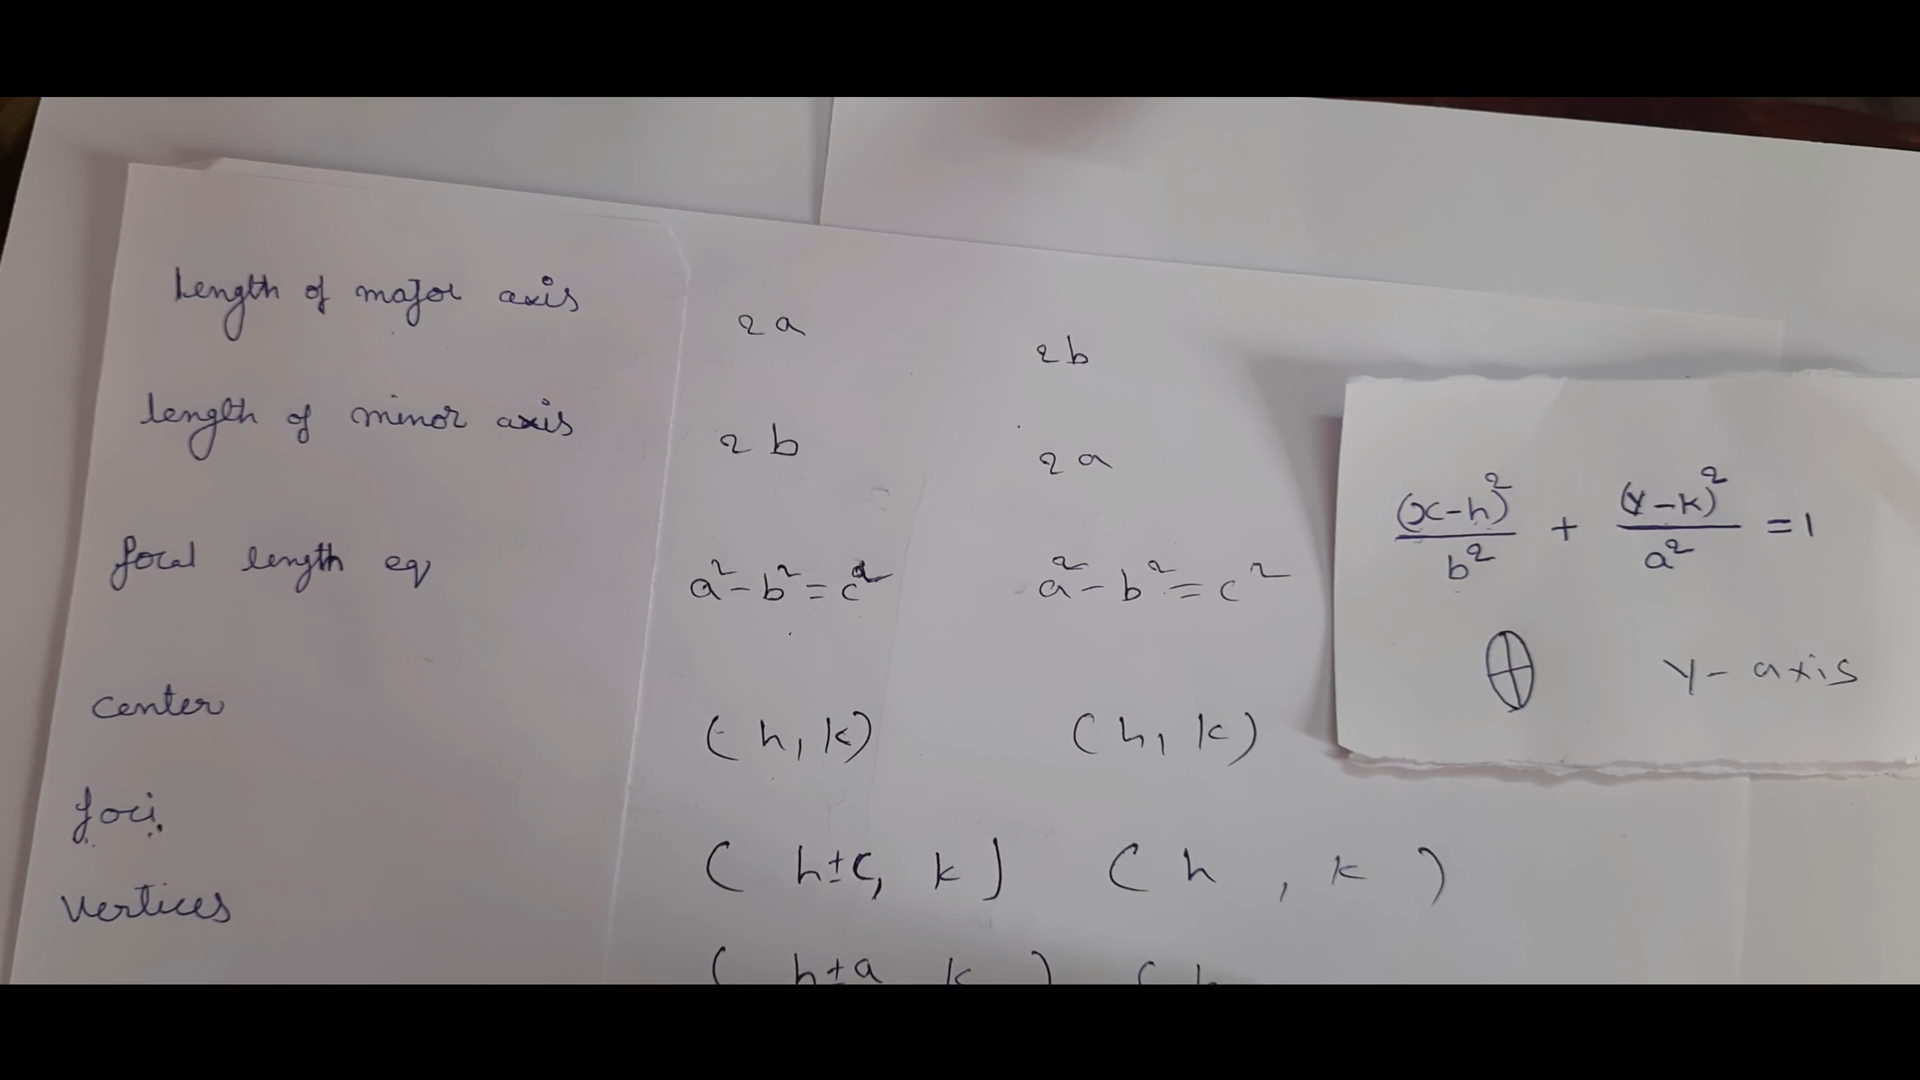 Length of major axis 2a 2b
length of minor axis 2b 2a
focal length eq a² - b² = c² a² - b² = c²
center (h, k) (h, k)
foci (h±c, k) (h , k)
vertices (h±a k ) (h
(x-h)²/b² + (y-k)²/a² = 1
Y-axis